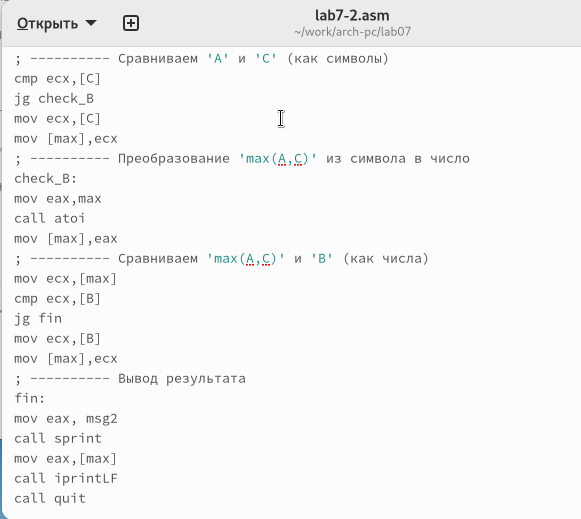 Открыть
lab7-2.asm
~/work/arch-pc/lab07
; ---------- Сравниваем 'A' и 'C' (как символы)
cmp ecx,[C]
jg check_B
mov ecx,[C]
mov [max],ecx
; ---------- Преобразование 'max(A,C)' из символа в число
check_B:
mov eax,max
call atoi
mov [max],eax
; ---------- Сравниваем 'max(A,C)' и 'B' (как числа)
mov ecx,[max]
cmp ecx,[B]
jg fin
mov ecx,[B]
mov [max],ecx
; ---------- Вывод результата
fin:
mov eax, msg2
call sprint
mov eax,[max]
call iprintLF
call quit